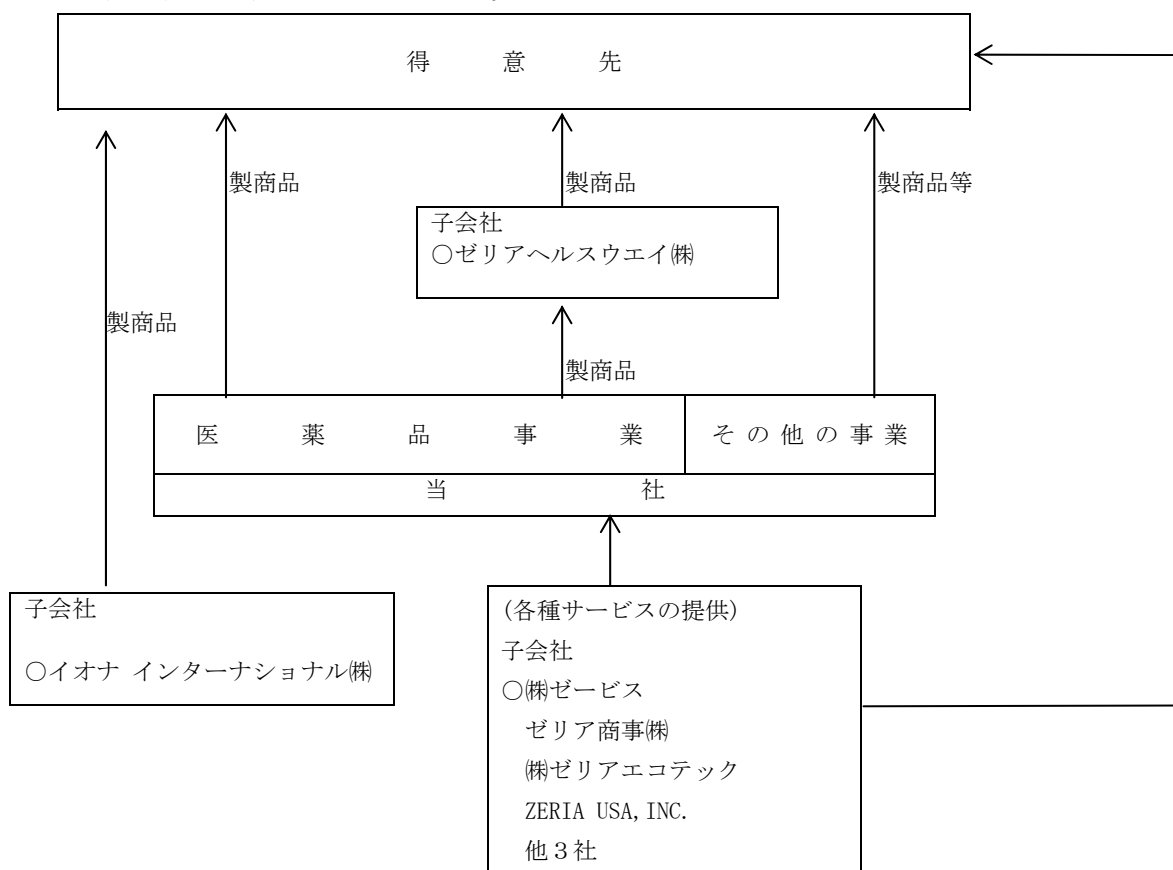 得意先
製商品
製商品
製商品等
子会社
○ゼリアヘルスウエイ㈱
製商品
製商品
医薬品事業
その他の事業
当社
子会社
○イオナ インターナショナル㈱
(各種サービスの提供)
子会社
○㈱ゼービス
ゼリア商事㈱
㈱ゼリアエコテック
ZERIA USA,INC.
他３社